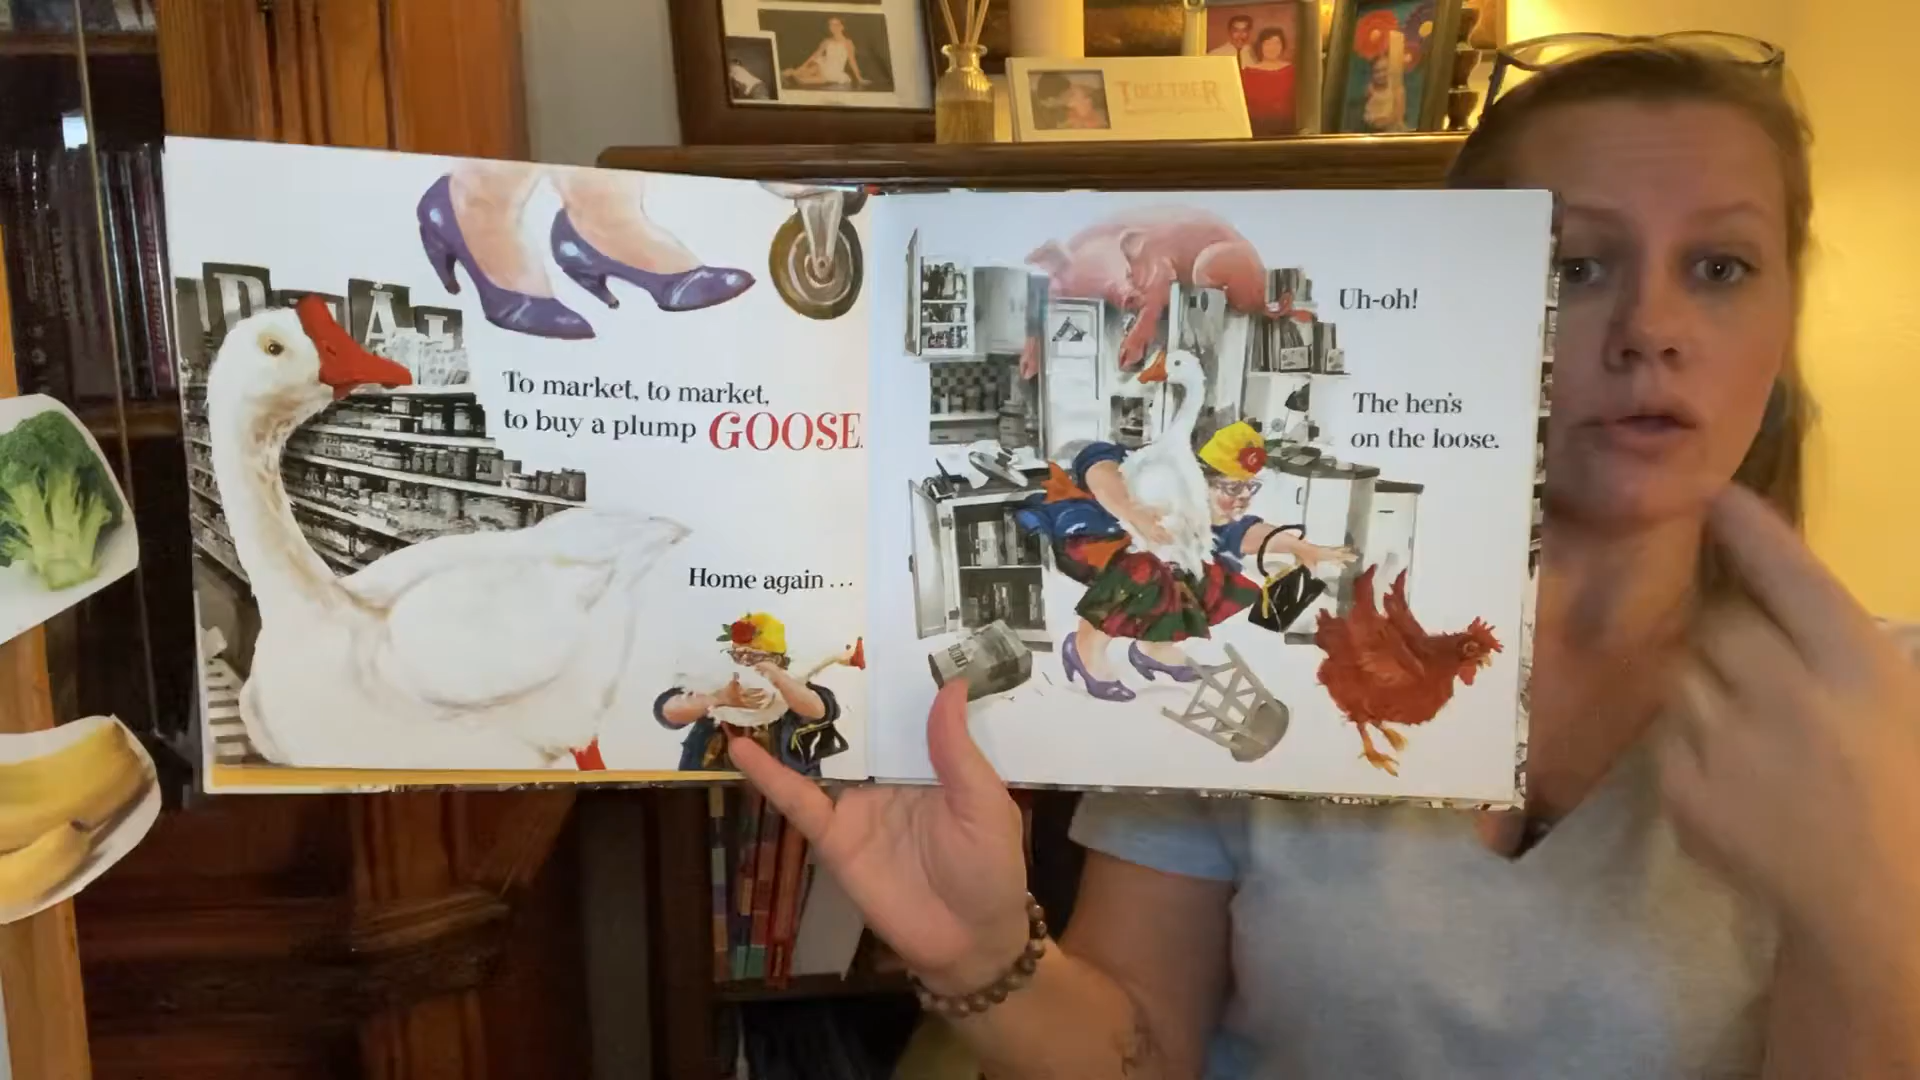 TOGETHER
To market, to market,
to buy a plump GOOSE.
Home again . . .
Uh-oh!
The hen's
on the loose.